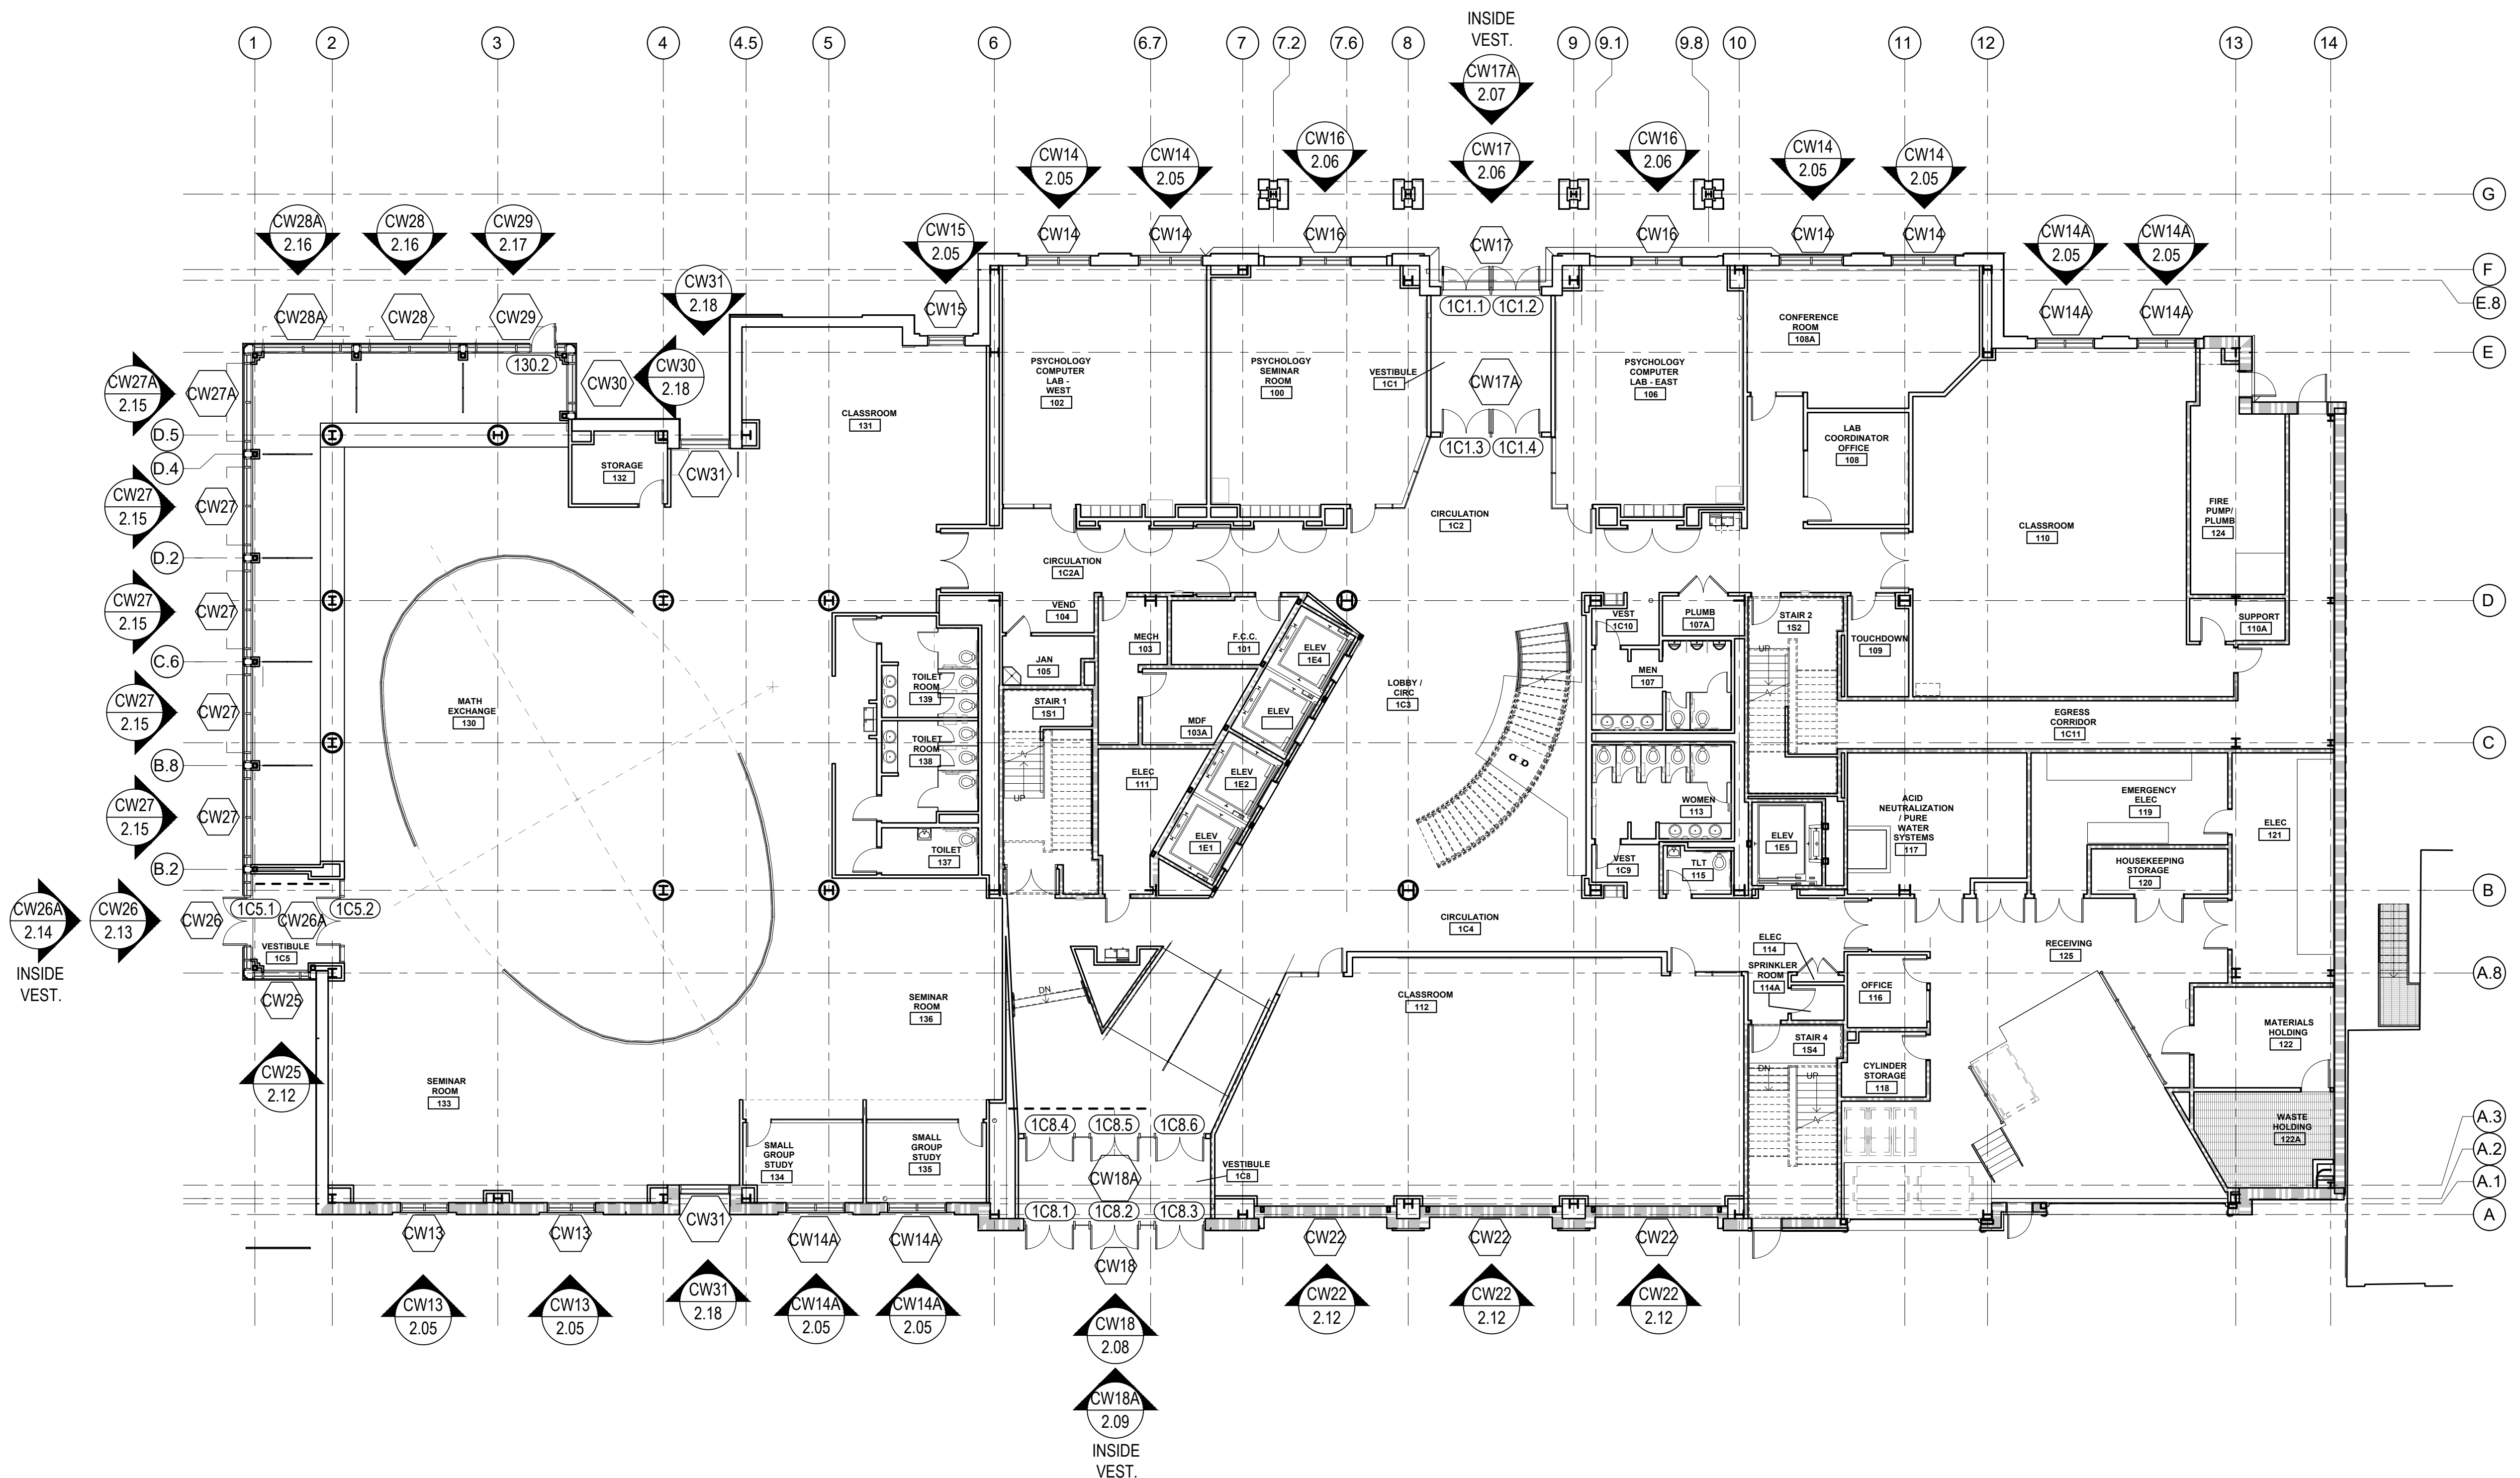 INSIDE
VEST.
1
2
3
4
4.5
5
6
6.7
7
7.2
7.6
8
9
9.1
9.8
10
11
12
13
14
CW17A
2.07
CW14
2.05
CW14
2.05
CW16
2.06
CW17
2.06
CW16
2.06
CW14
2.05
CW14
2.05
G
CW28A
2.16
CW28
2.16
CW29
2.17
CW15
2.05
CW14
CW14
CW16
CW17
CW16
CW14
CW14
CW14A
2.05
CW14A
2.05
F
E.8
CW31
2.18
CW28A
CW28
CW29
CW15
1C1.1
1C1.2
CW14A
CW14A
E
130.2
CW30
CW30
2.18
CW27A
2.15
CW27A
PSYCHOLOGY
COMPUTER
LAB -
WEST
102
PSYCHOLOGY
SEMINAR
ROOM
100
VESTIBULE
1C1
CW17A
PSYCHOLOGY
COMPUTER
LAB - EAST
106
CONFERENCE
ROOM
108A
CLASSROOM
131
D.5
D.4
1C1.3
1C1.4
LAB
COORDINATOR
OFFICE
108
STORAGE
132
CW31
CW27
2.15
CW27
CIRCULATION
1C2
CLASSROOM
110
FIRE
PUMP/
PLUMB
124
D.2
CIRCULATION
1C2A
CW27
2.15
CW27
D
VEND
104
MECH
103
F.C.C.
101
ELEV
1E4
VEST
1C10
PLUMB
107A
STAIR 2
1S2
UP
TOUCHDOWN
109
SUPPORT
110A
C.6
JAN
105
TOILET
ROOM
139
MEN
107
LOBBY /
CIRC
1C3
MATH
EXCHANGE
130
STAIR 1
1S1
MDF
103A
ELEV
EGRESS
CORRIDOR
1C11
CW27
2.15
CW27
C
TOILET
ROOM
138
B.8
UP
ELEC
111
ELEV
1E2
WOMEN
113
ACID
NEUTRALIZATION
/ PURE
WATER
SYSTEMS
117
EMERGENCY
ELEC
119
ELEC
121
CW27
2.15
CW27
ELEV
1E1
ELEV
1E5
TOILET
137
VEST
1C9
TLT
115
HOUSEKEEPING
STORAGE
120
B.2
B
CW26A
2.14
CW26
2.13
CW26
1C5.1
CW26A
1C5.2
CIRCULATION
1C4
VESTIBULE
1C5
INSIDE
VEST.
ELEC
114
SPRINKLER
ROOM
114A
RECEIVING
125
A.8
CW25
DN
CLASSROOM
112
OFFICE
116
SEMINAR
ROOM
136
MATERIALS
HOLDING
122
STAIR 4
1S4
DN
UP
CYLINDER
STORAGE
118
CW25
2.12
SEMINAR
ROOM
133
1C8.4
1C8.5
1C8.6
WASTE
HOLDING
122A
A.3
A.2
A.1
A
SMALL
GROUP
STUDY
134
SMALL
GROUP
STUDY
135
CW18A
VESTIBULE
1C8
1C8.1
1C8.2
1C8.3
CW13
CW13
CW31
CW14A
CW14A
CW18
CW22
CW22
CW22
CW13
2.05
CW13
2.05
CW31
2.18
CW14A
2.05
CW14A
2.05
CW22
2.12
CW22
2.12
CW22
2.12
CW18
2.08
CW18A
2.09
INSIDE
VEST.